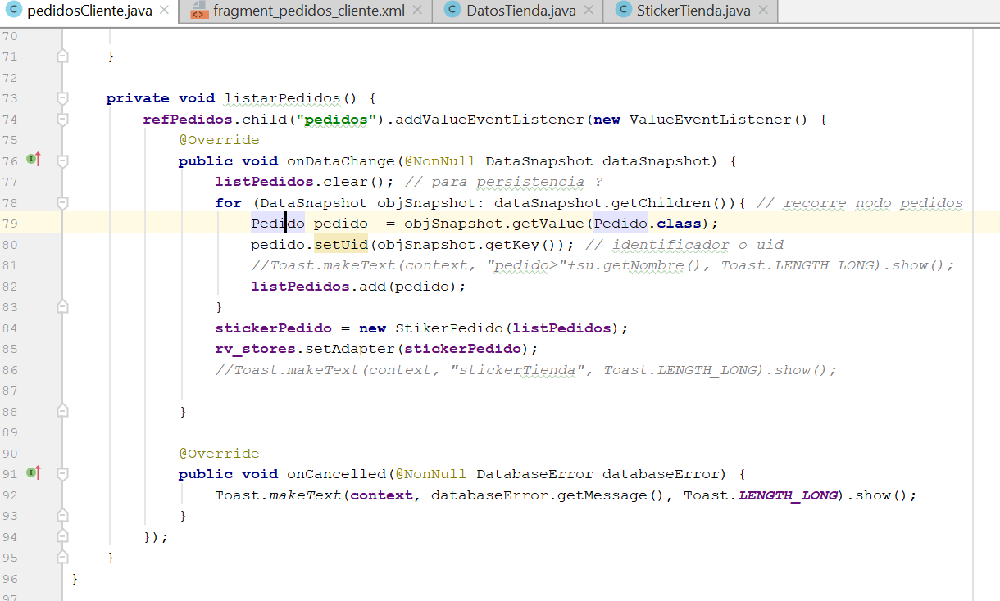 pedidosCliente.java fragment_pedidos_cliente.xml DatosTienda.java StickerTienda.java
70
71 }
72
73 private void listarPedidos() {
74 refPedidos.child("pedidos").addValueEventListener(new ValueEventListener() {
75 @Override
76 public void onDataChange(@NonNull DataSnapshot dataSnapshot) {
77 listPedidos.clear(); // para persistencia ?
78 for (DataSnapshot objSnapshot: dataSnapshot.getChildren()){ // recorre nodo pedidos
79 Pedido pedido  = objSnapshot.getValue(Pedido.class);
80 pedido.setUid(objSnapshot.getKey()); // identificador o uid
81 //Toast.makeText(context, "pedido>"+su.getNombre(), Toast.LENGTH_LONG).show();
82 listPedidos.add(pedido);
83 }
84 stickerPedido = new StikerPedido(listPedidos);
85 rv_stores.setAdapter(stickerPedido);
86 //Toast.makeText(context, "stickerTienda", Toast.LENGTH_LONG).show();
87
88 }
89
90 @Override
91 public void onCancelled(@NonNull DatabaseError databaseError) {
92 Toast.makeText(context, databaseError.getMessage(), Toast.LENGTH_LONG).show();
93 }
94 });
95 }
96 }
97